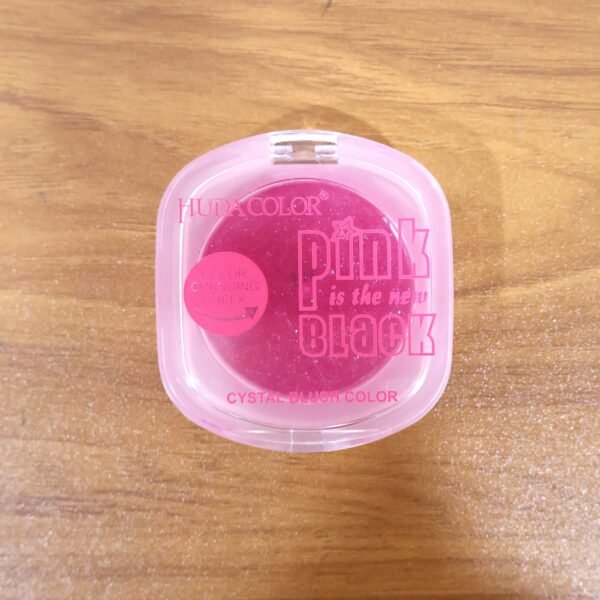 HUDACOLOR®
pink
is the new
BLACK
COLOR
CHANGING
CHEEK
CYSTAL BLUSH COLOR